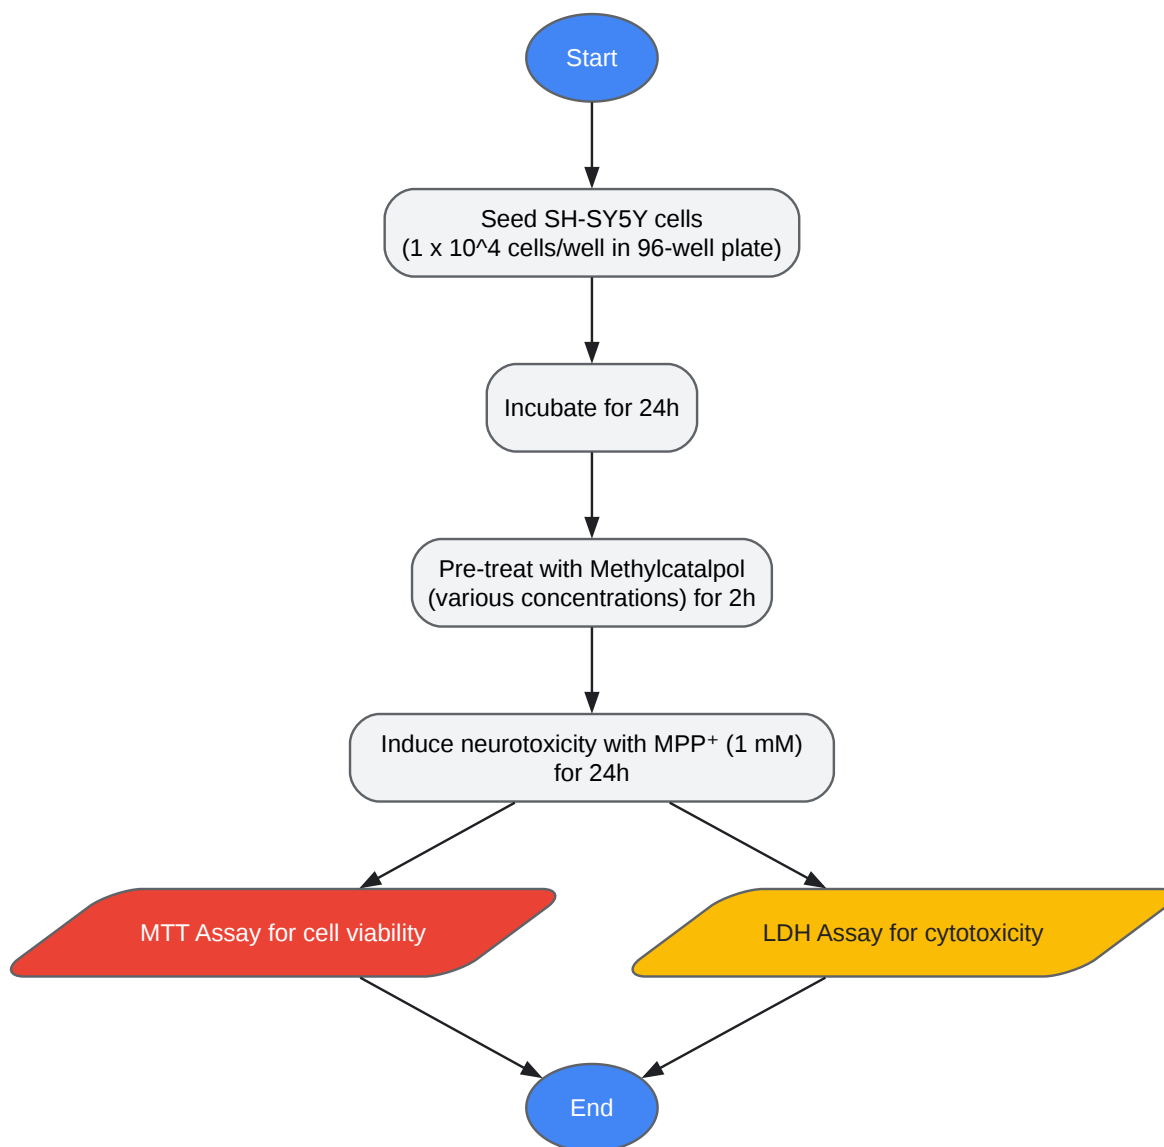 Start
Seed SH-SY5Y cells
(1 x 10^4 cells/well in 96-well plate)
Incubate for 24h
Pre-treat with Methylcatalpol
(various concentrations) for 2h
Induce neurotoxicity with MPP⁺ (1 mM)
for 24h
MTT Assay for cell viability
LDH Assay for cytotoxicity
End